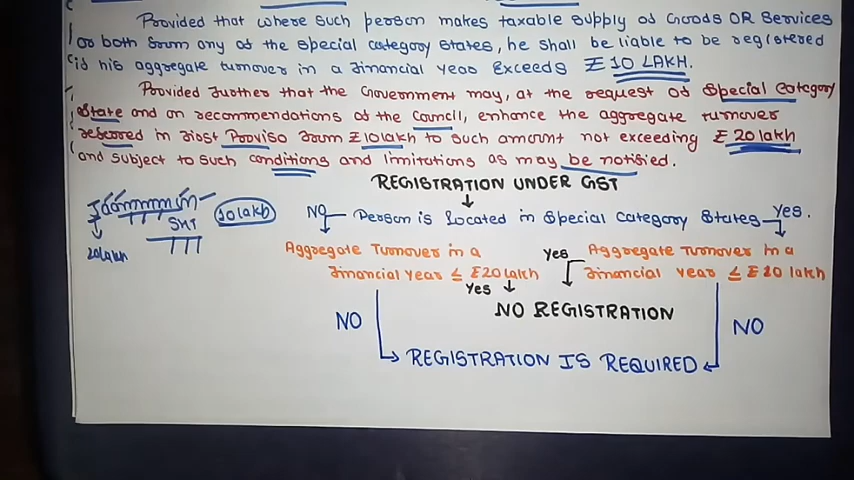 Provided that where such person makes taxable supply of Goods OR Services
or both from any of the special category states, he shall be liable to be registered
if his aggregate turnover in a financial year exceeds ₹ 10 LAKH.
Provided further that the Government may, at the request of Special Category
State and on recommendations of the Council, enhance the aggregate turnover
referred in first Proviso from ₹10lakh to such amount not exceeding ₹ 20 lakh
and subject to such conditions and limitations as may be notified.
REGISTRATION UNDER GST
NO Person is located in Special Category States Yes.
Aggregate Turnover in a Yes Aggregate Turnover in a
financial Year ≤ ₹20 lakh financial Year ≤ ₹10 lakh
Yes
NO REGISTRATION
NO NO
REGISTRATION IS REQUIRED
10 lakh
20 lakh